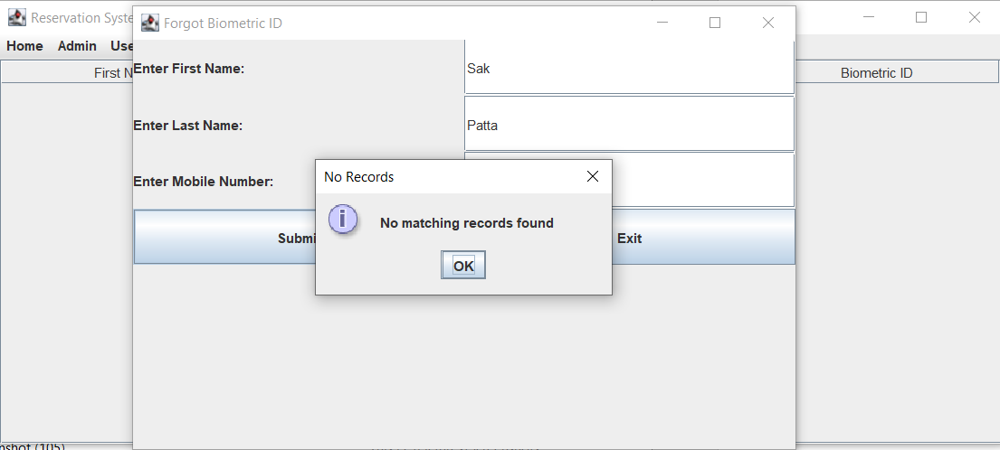 Reservation Syste
Forgot Biometric ID
Home Admin Use
First N
Biometric ID
Enter First Name:
Sak
Enter Last Name:
Patta
Enter Mobile Number:
No Records
No matching records found
OK
Submi
Exit
nshot (105)